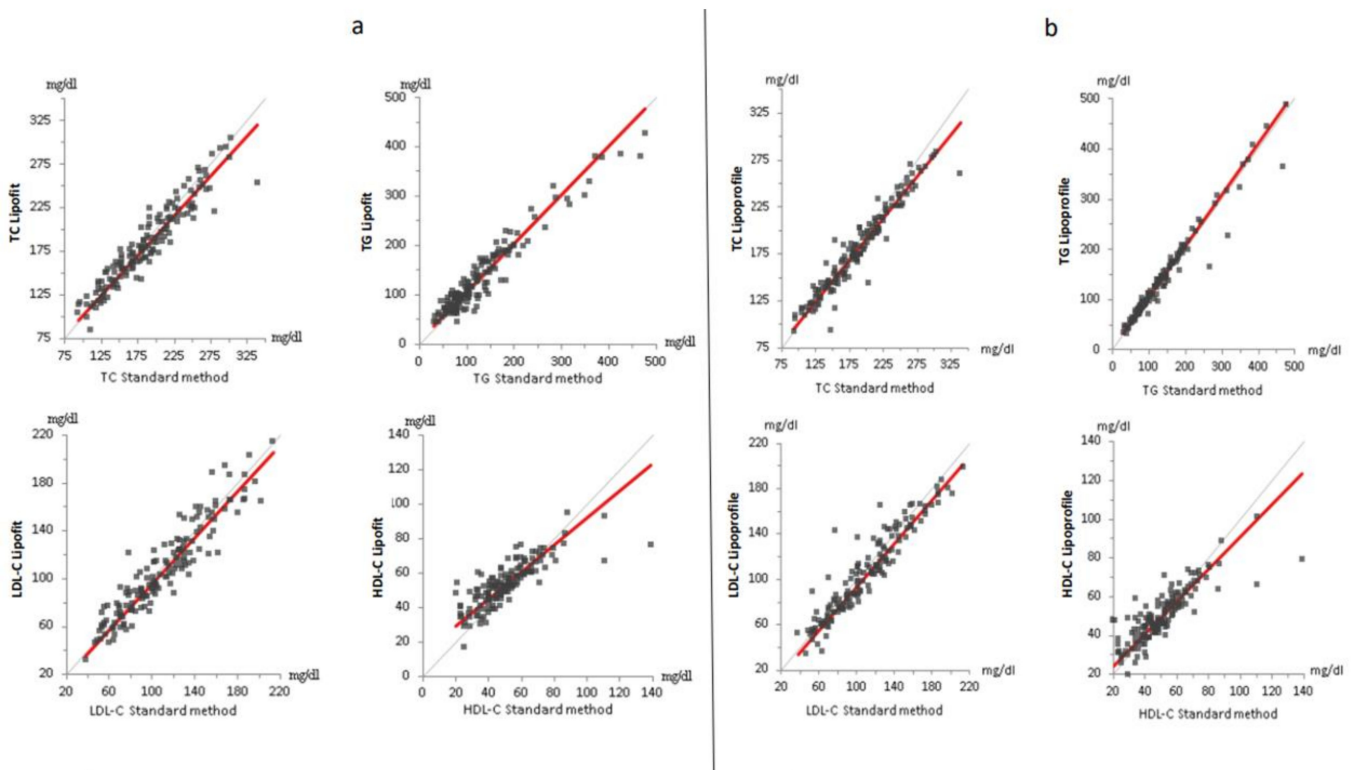 a
mg/dl
TC Lipofit
325
275
225
175
125
75
75 125 175 225 275 325
mg/dl
TC Standard method
mg/dl
TG Lipofit
500
400
300
200
100
0
0 100 200 300 400 500
mg/dl
TG Standard method
mg/dl
LDL-C Lipofit
220
180
140
100
60
20
20 60 100 140 180 220
mg/dl
LDL-C Standard method
mg/dl
HDL-C Lipofit
140
120
100
80
60
40
20
0
0 20 40 60 80 100 120 140
mg/dl
HDL-C Standard method
b
mg/dl
TC Lipoprofile
325
275
225
175
125
75
75 125 175 225 275 325
mg/dl
TC Standard method
mg/dl
TG Lipoprofile
500
400
300
200
100
0
0 100 200 300 400 500
mg/dl
TG Standard method
mg/dl
LDL-C Lipoprofile
220
180
140
100
60
20
20 60 100 140 180 220
mg/dl
LDL-C Standard method
mg/dl
HDL-C Lipoprofile
140
120
100
80
60
40
20
20 40 60 80 100 120 140
mg/dl
HDL-C Standard method